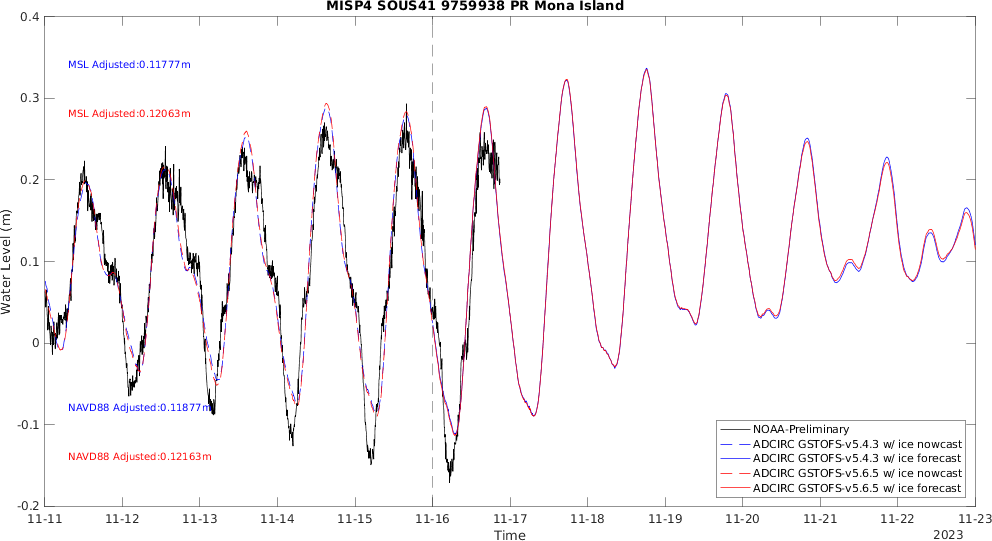 MISP4 SOUS41 9759938 PR Mona Island
0.4
0.3
0.2
0.1
0
-0.1
-0.2
Water Level (m)
MSL Adjusted:0.11777m
MSL Adjusted:0.12063m
NAVD88 Adjusted:0.11877m
NAVD88 Adjusted:0.12163m
NOAA-Preliminary
ADCIRC GSTOFS-v5.4.3 w/ ice nowcast
ADCIRC GSTOFS-v5.4.3 w/ ice forecast
ADCIRC GSTOFS-v5.6.5 w/ ice nowcast
ADCIRC GSTOFS-v5.6.5 w/ ice forecast
11-11 11-12 11-13 11-14 11-15 11-16 11-17 11-18 11-19 11-20 11-21 11-22 11-23
Time
2023